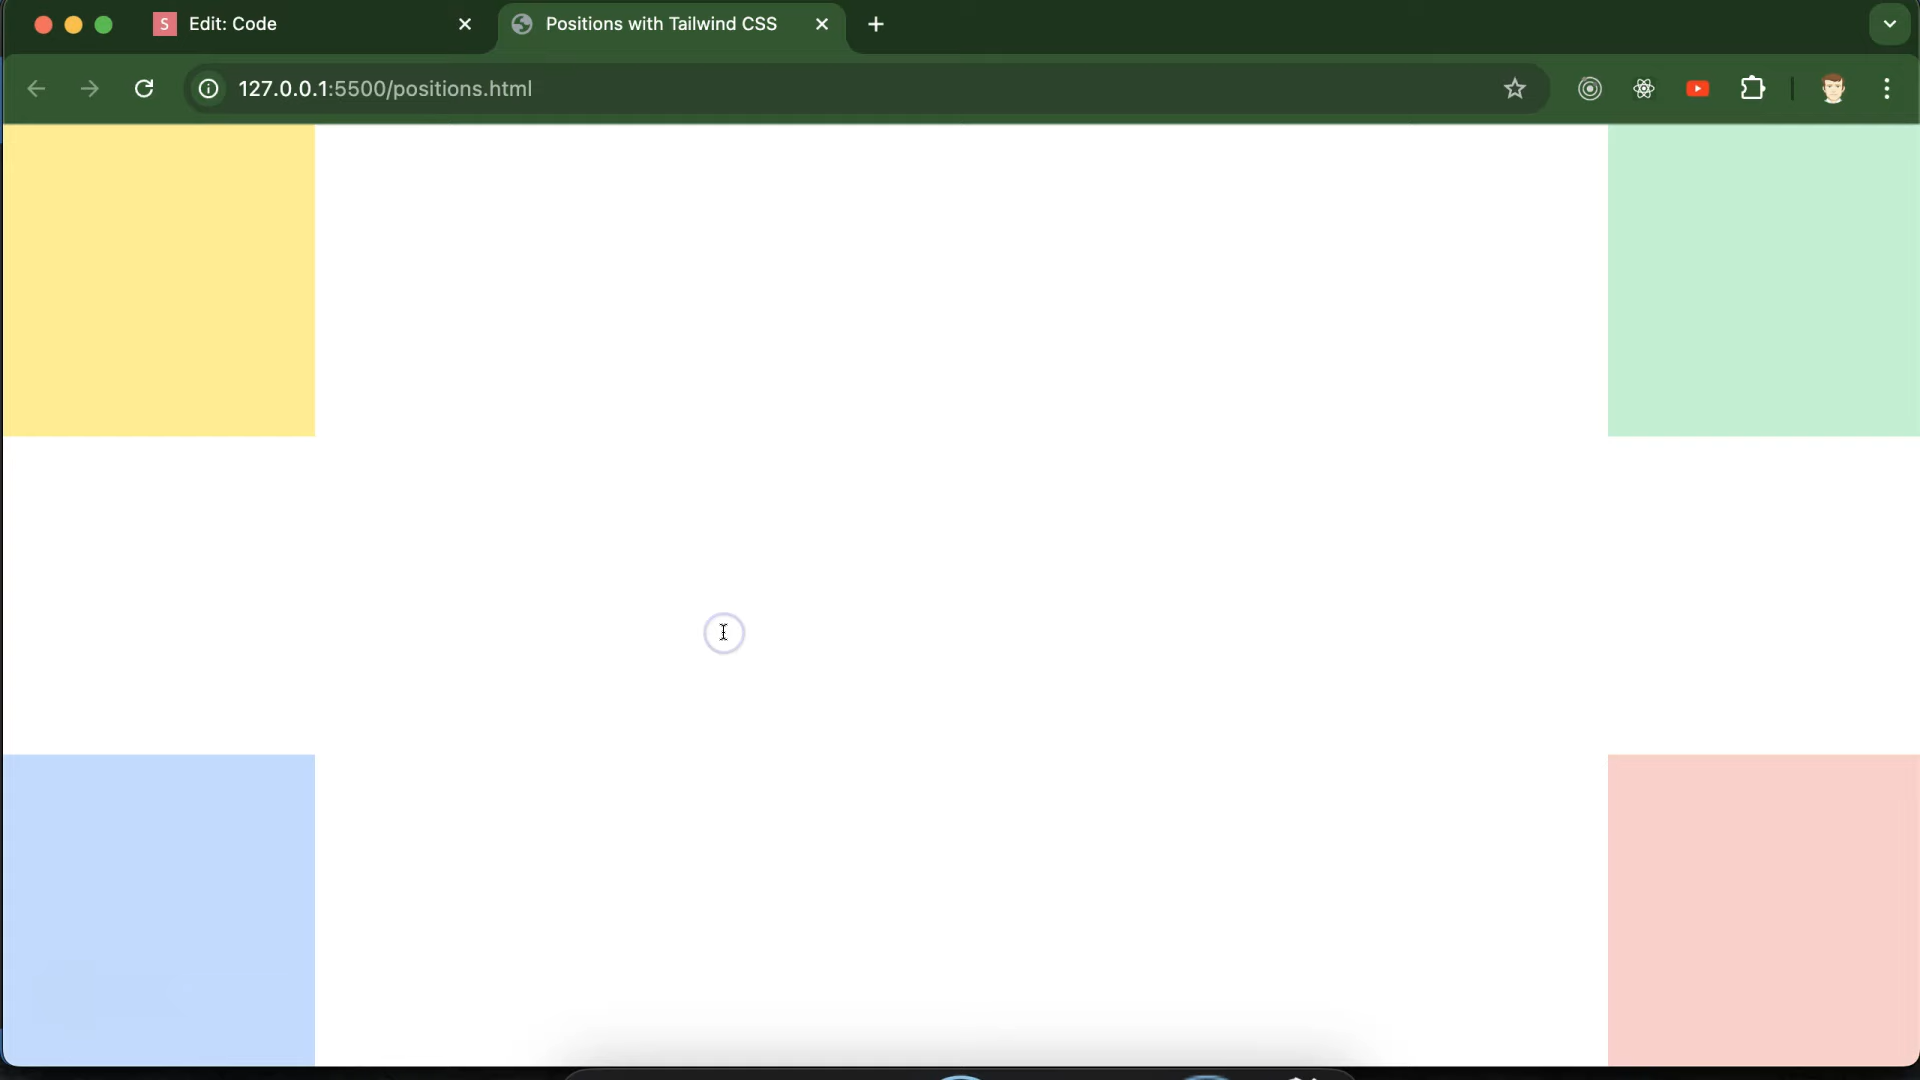 S Edit: Code
Positions with Tailwind CSS
127.0.0.1:5500/positions.html